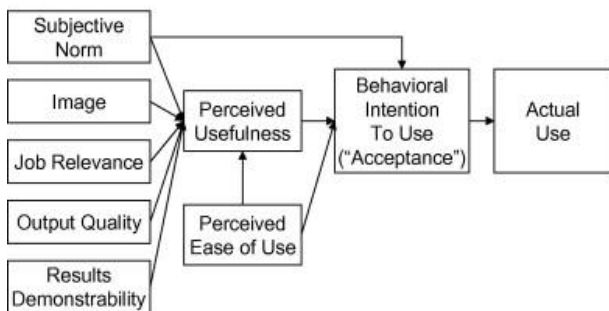 Subjective
Norm
Image
Job Relevance
Output Quality
Results
Demonstrability
Perceived
Usefulness
Perceived
Ease of Use
Behavioral
Intention
To Use
(“Acceptance”)
Actual
Use